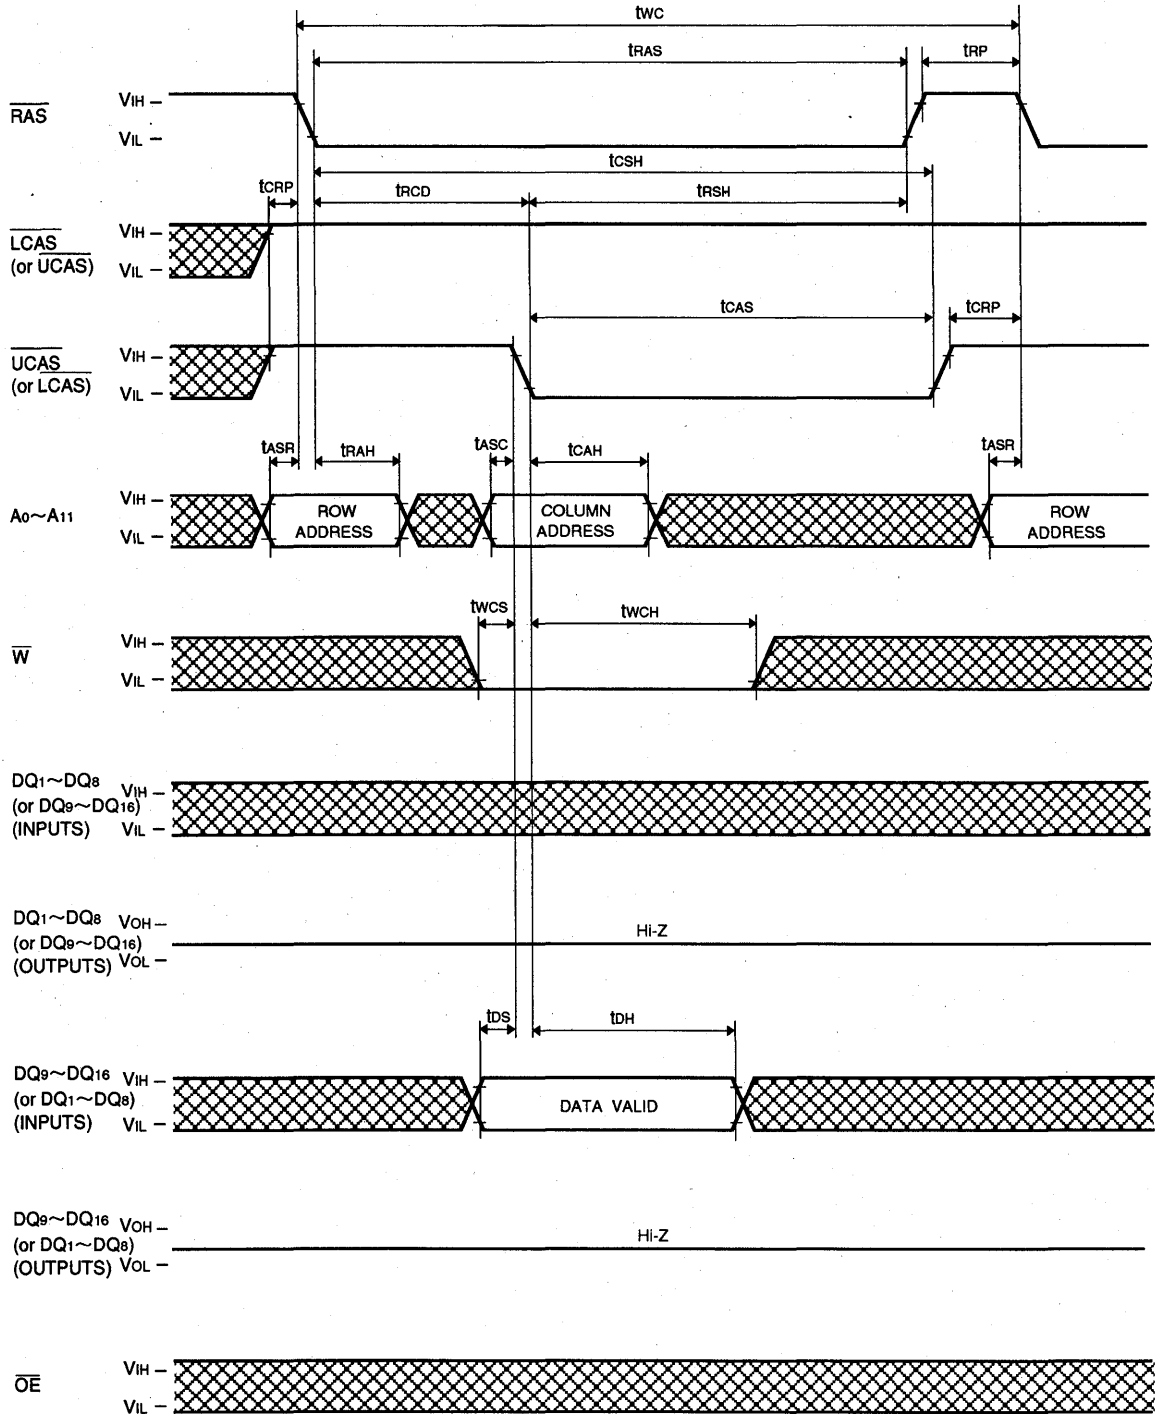 tWC
tRAS
tRP
RAS
VIH
VIL
tCSH
tCRP
tRCD
tRSH
LCAS
(or UCAS)
VIH
VIL
tCAS
tCRP
UCAS
(or LCAS)
VIH
VIL
tASR
tRAH
tASC
tCAH
tASR
A0~A11
VIH
VIL
ROW
ADDRESS
COLUMN
ADDRESS
ROW
ADDRESS
tWCS
tWCH
W
VIH
VIL
DQ1~DQ8
(or DQ9~DQ16)
(INPUTS)
VIH
VIL
DQ1~DQ8
(or DQ9~DQ16)
(OUTPUTS)
VOH
VOL
Hi-Z
tDS
tDH
DQ9~DQ16
(or DQ1~DQ8)
(INPUTS)
VIH
VIL
DATA VALID
DQ9~DQ16
(or DQ1~DQ8)
(OUTPUTS)
VOH
VOL
Hi-Z
OE
VIH
VIL